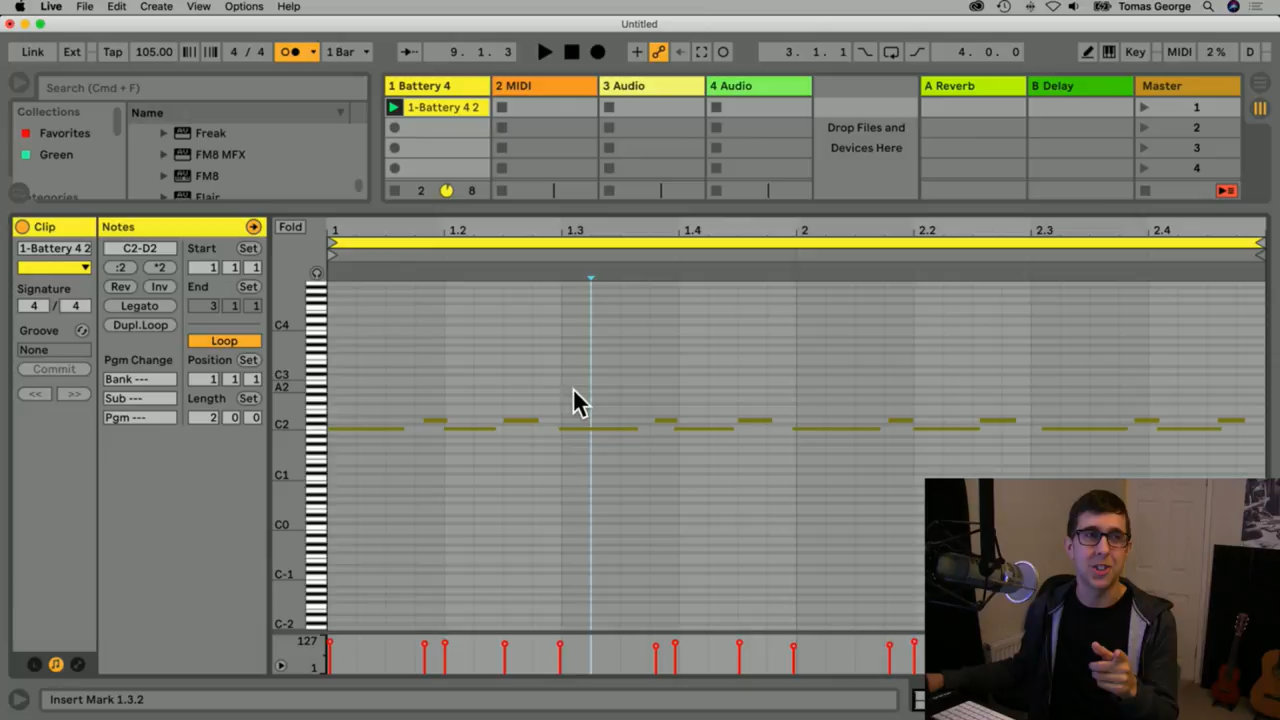 Live File Edit Create View Options Help Tomas George
Untitled
Link Ext Tap 105.00 4 / 4 1 Bar 9. 1. 3 3. 1. 1 4. 0. 0 Key MIDI 2 % D
Search (Cmd + F)
Collections
Favorites
Green
Name
Freak
FM8 MFX
FM8
Flair
1 Battery 4 2 MIDI 3 Audio 4 Audio A Reverb B Delay Master
1-Battery 4 2 1
Drop Files and 2
Devices Here 3
4
2 8
Clip
1-Battery 4 2
Signature
4 / 4
Groove
None
Commit
<< >>
Notes
C2-D2 Start Set
:2 *2 1 1 1
Rev Inv End Set
Legato 3 1 1
Dupl.Loop
Loop
Pgm Change Position Set
Bank --- 1 1 1
Sub --- Length Set
Pgm --- 2 0 0
Fold 1 1.2 1.3 1.4 2 2.2 2.3 2.4
C4
C3
A2
C2
C1
C0
C-1
C-2
127
1
Insert Mark 1.3.2